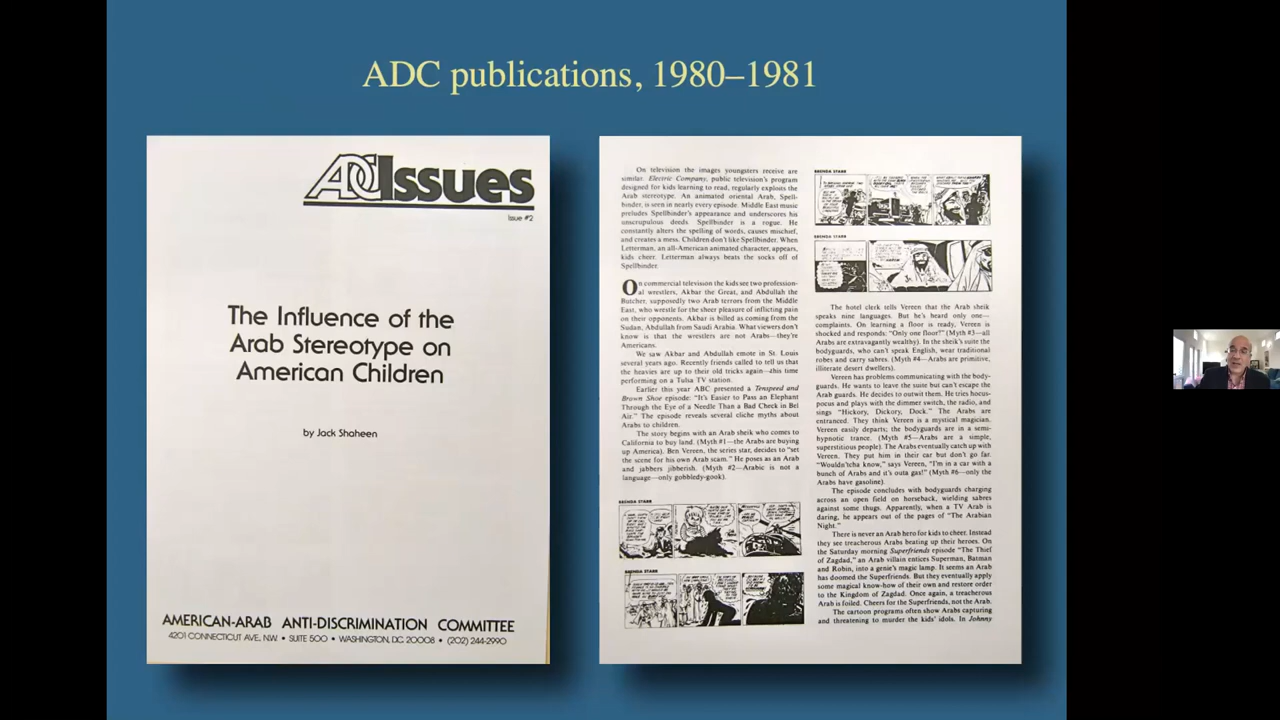 ADC publications, 1980–1981
ADC Issues
Issue #2
The Influence of the
Arab Stereotype on
American Children
by Jack Shaheen
AMERICAN-ARAB ANTI-DISCRIMINATION COMMITTEE
4201 CONNECTICUT AVE., NW • SUITE 500 • WASHINGTON, DC 20008 • (202) 244-2990
On television the images youngsters receive are
similar. Electric Company, public television's program
designed for kids learning to read, regularly exploits the
Arab stereotype. An animated oriental Arab, Spell-
binder, is seen in nearly every episode. Middle East music
preludes Spellbinder's appearance and underscores his
unscrupulous deeds. Spellbinder is a rogue. He
constantly alters the spelling of words, causes mischief,
and creates a mess. Children don't like Spellbinder. When
Letterman, an all-American animated character, appears,
kids cheer. Letterman always beats the socks off of
Spellbinder.
On commercial television the kids see two profession-
al wrestlers, Akbar the Great, and Abdullah the
Butcher, supposedly two Arab terrors from the Middle
East, who wrestle for the sheer pleasure of inflicting pain
on their opponents. Akbar is billed as coming from the
Sudan, Abdullah from Saudi Arabia. What viewers don't
know is that the wrestlers are not Arabs—they're
Americans.
We saw Akbar and Abdullah emote in St. Louis
several years ago. Recently friends called to tell us that
the heavies are up to their old tricks again—this time
performing on a Tulsa TV station.
Earlier this year ABC presented a Tenspeed and
Brown Shoe episode: "It's Easier to Pass an Elephant
Through the Eye of a Needle Than a Bad Check in Bel
Air." The episode reveals several cliche myths about
Arabs to children.
The story begins with an Arab sheik who comes to
California to buy land. (Myth #1—the Arabs are buying
up America). Ben Vereen, the series star, decides to "set
the scene for his own Arab scam." He poses as an Arab
and jabbers jibberish. (Myth #2—Arabic is not a
language—only gobbledy-gook).
BRENDA STARR
BRENDA STARR
BRENDA STARR
BRENDA STARR
The hotel clerk tells Vereen that the Arab sheik
speaks nine languages. But he's heard only one—
complaints. On learning a floor is ready, Vereen is
shocked and responds: "Only one floor?" (Myth #3—all
Arabs are extravagantly wealthy). In the sheik's suite the
bodyguards, who can't speak English, wear traditional
robes and carry sabres. (Myth #4—Arabs are primitive,
illiterate desert dwellers).
Vereen has problems communicating with the body-
guards. He wants to leave the suite but can't escape the
Arab guards. He decides to outwit them. He tries hocus-
pocus and plays with the dimmer switch, the radio, and
sings "Hickory, Dickory, Dock." The Arabs are
entranced. They think Vereen is a mystical magician.
Vereen easily departs; the bodyguards are in a semi-
hypnotic trance. (Myth #5—Arabs are a simple,
superstitious people). The Arabs eventually catch up with
Vereen. They put him in their car but don't go far.
"Wouldn'tcha know," says Vereen, "I'm in a car with a
bunch of Arabs and it's outa gas!" (Myth #6—only the
Arabs have gasoline).
The episode concludes with bodyguards charging
across an open field on horseback, wielding sabres
against some thugs. Apparently, when a TV Arab is
daring, he appears out of the pages of "The Arabian
Night."
There is never an Arab hero for kids to cheer. Instead
they see treacherous Arabs beating up their heroes. On
the Saturday morning Superfriends episode "The Thief
of Zagdad," an Arab villain entices Superman, Batman
and Robin, into a genie's magic lamp. It seems an Arab
has doomed the Superfriends. But they eventually apply
some magical know-how of their own and restore order
to the Kingdom of Zagdad. Once again, a treacherous
Arab is foiled. Cheers for the Superfriends, not the Arab.
The cartoon programs often show Arabs capturing
and threatening to murder the kids' idols. In Johnny